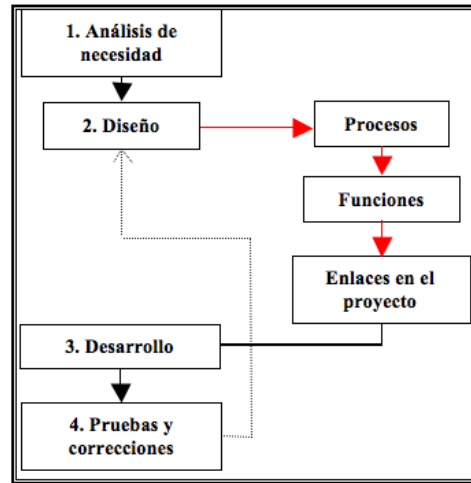 1. Análisis de
necesidad
2. Diseño
Procesos
Funciones
Enlaces en el
proyecto
3. Desarrollo
4. Pruebas y
correcciones